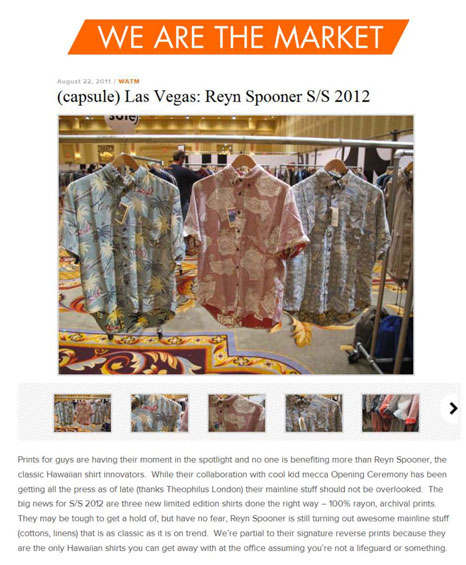 WE ARE THE MARKET
August 22, 2011 / WATM
(capsule) Las Vegas: Reyn Spooner S/S 2012
Prints for guys are having their moment in the spotlight and no one is benefiting more than Reyn Spooner, the
classic Hawaiian shirt innovators. While their collaboration with cool kid mecca Opening Ceremony has been
getting all the press as of late (thanks Theophilus London) their mainline stuff should not be overlooked. The
big news for S/S 2012 are three new limited edition shirts done the right way – 100% rayon, archival prints.
They may be tough to get a hold of, but have no fear, Reyn Spooner is still turning out awesome mainline stuff
(cottons, linens) that is as classic as it is on trend. We're partial to their signature reverse prints because they
are the only Hawaiian shirts you can get away with at the office assuming you're not a lifeguard or something.